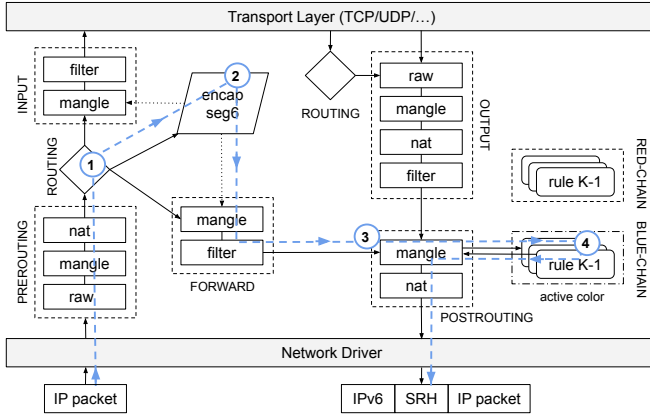 Transport Layer (TCP/UDP/…)
INPUT
filter
mangle
2
encap
seg6
ROUTING
raw
mangle
nat
filter
OUTPUT
RED-CHAIN
rule K-1
1
ROUTING
PREROUTING
nat
mangle
raw
mangle
filter
FORWARD
3
mangle
nat
POSTROUTING
4
rule K-1
BLUE-CHAIN
active color
Network Driver
IP packet
IPv6 SRH IP packet